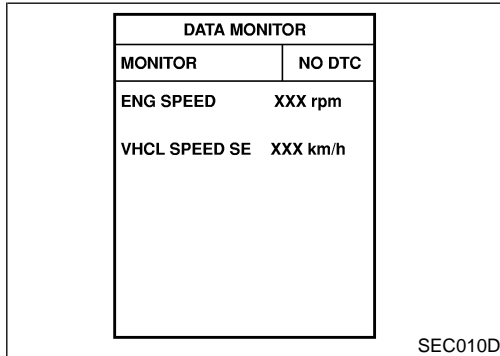 DATA MONITOR
MONITOR NO DTC
ENG SPEED XXX rpm
VHCL SPEED SE XXX km/h
SEC010D